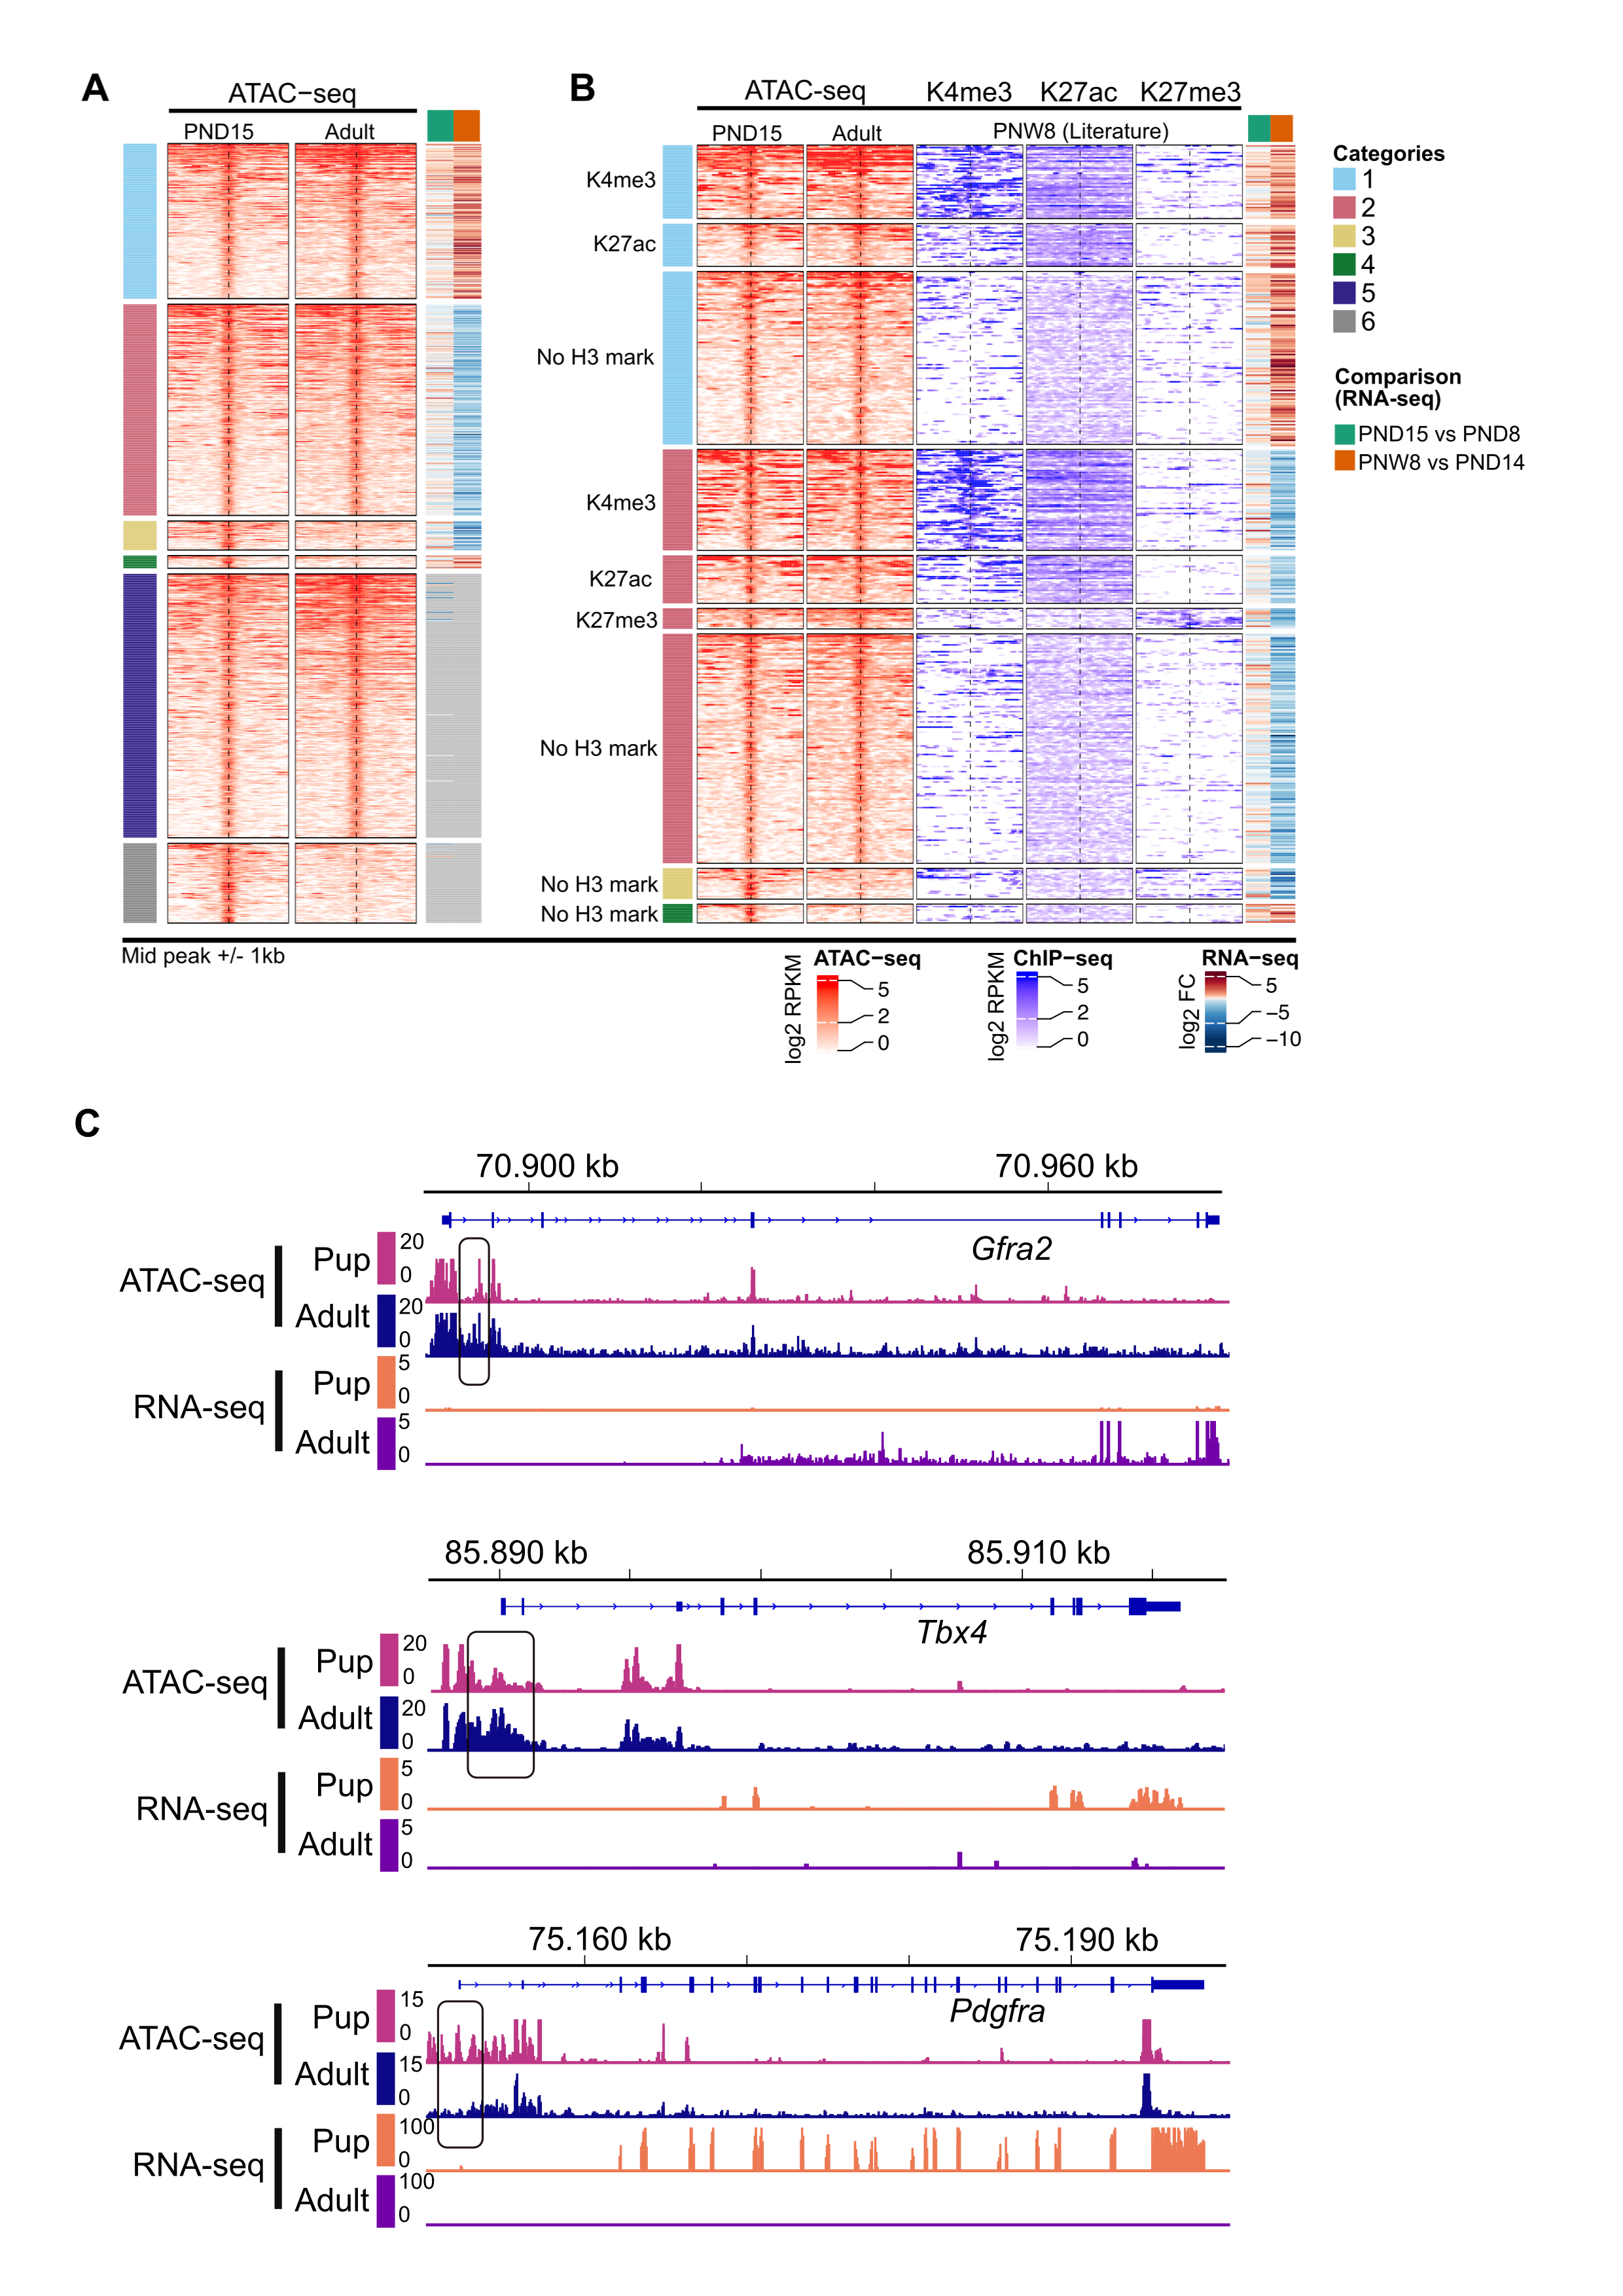 A
ATAC−seq
PND15 Adult
B
ATAC-seq K4me3 K27ac K27me3
PND15 Adult PNW8 (Literature)
K4me3
K27ac
No H3 mark
K4me3
K27ac
K27me3
No H3 mark
No H3 mark
No H3 mark
Categories
1
2
3
4
5
6
Comparison
(RNA-seq)
PND15 vs PND8
PNW8 vs PND14
Mid peak +/- 1kb
ATAC−seq
log2 RPKM
5
2
0
ChIP−seq
log2 RPKM
5
2
0
RNA−seq
log2 FC
5
−5
−10
C
70.900 kb 70.960 kb
Gfra2
ATAC-seq
Pup 20 0
Adult 20 0
RNA-seq
Pup 5 0
Adult 5 0
85.890 kb 85.910 kb
Tbx4
ATAC-seq
Pup 20 0
Adult 20 0
RNA-seq
Pup 5 0
Adult 5 0
75.160 kb 75.190 kb
Pdgfra
ATAC-seq
Pup 15 0
Adult 15 0
RNA-seq
Pup 100 0
Adult 100 0